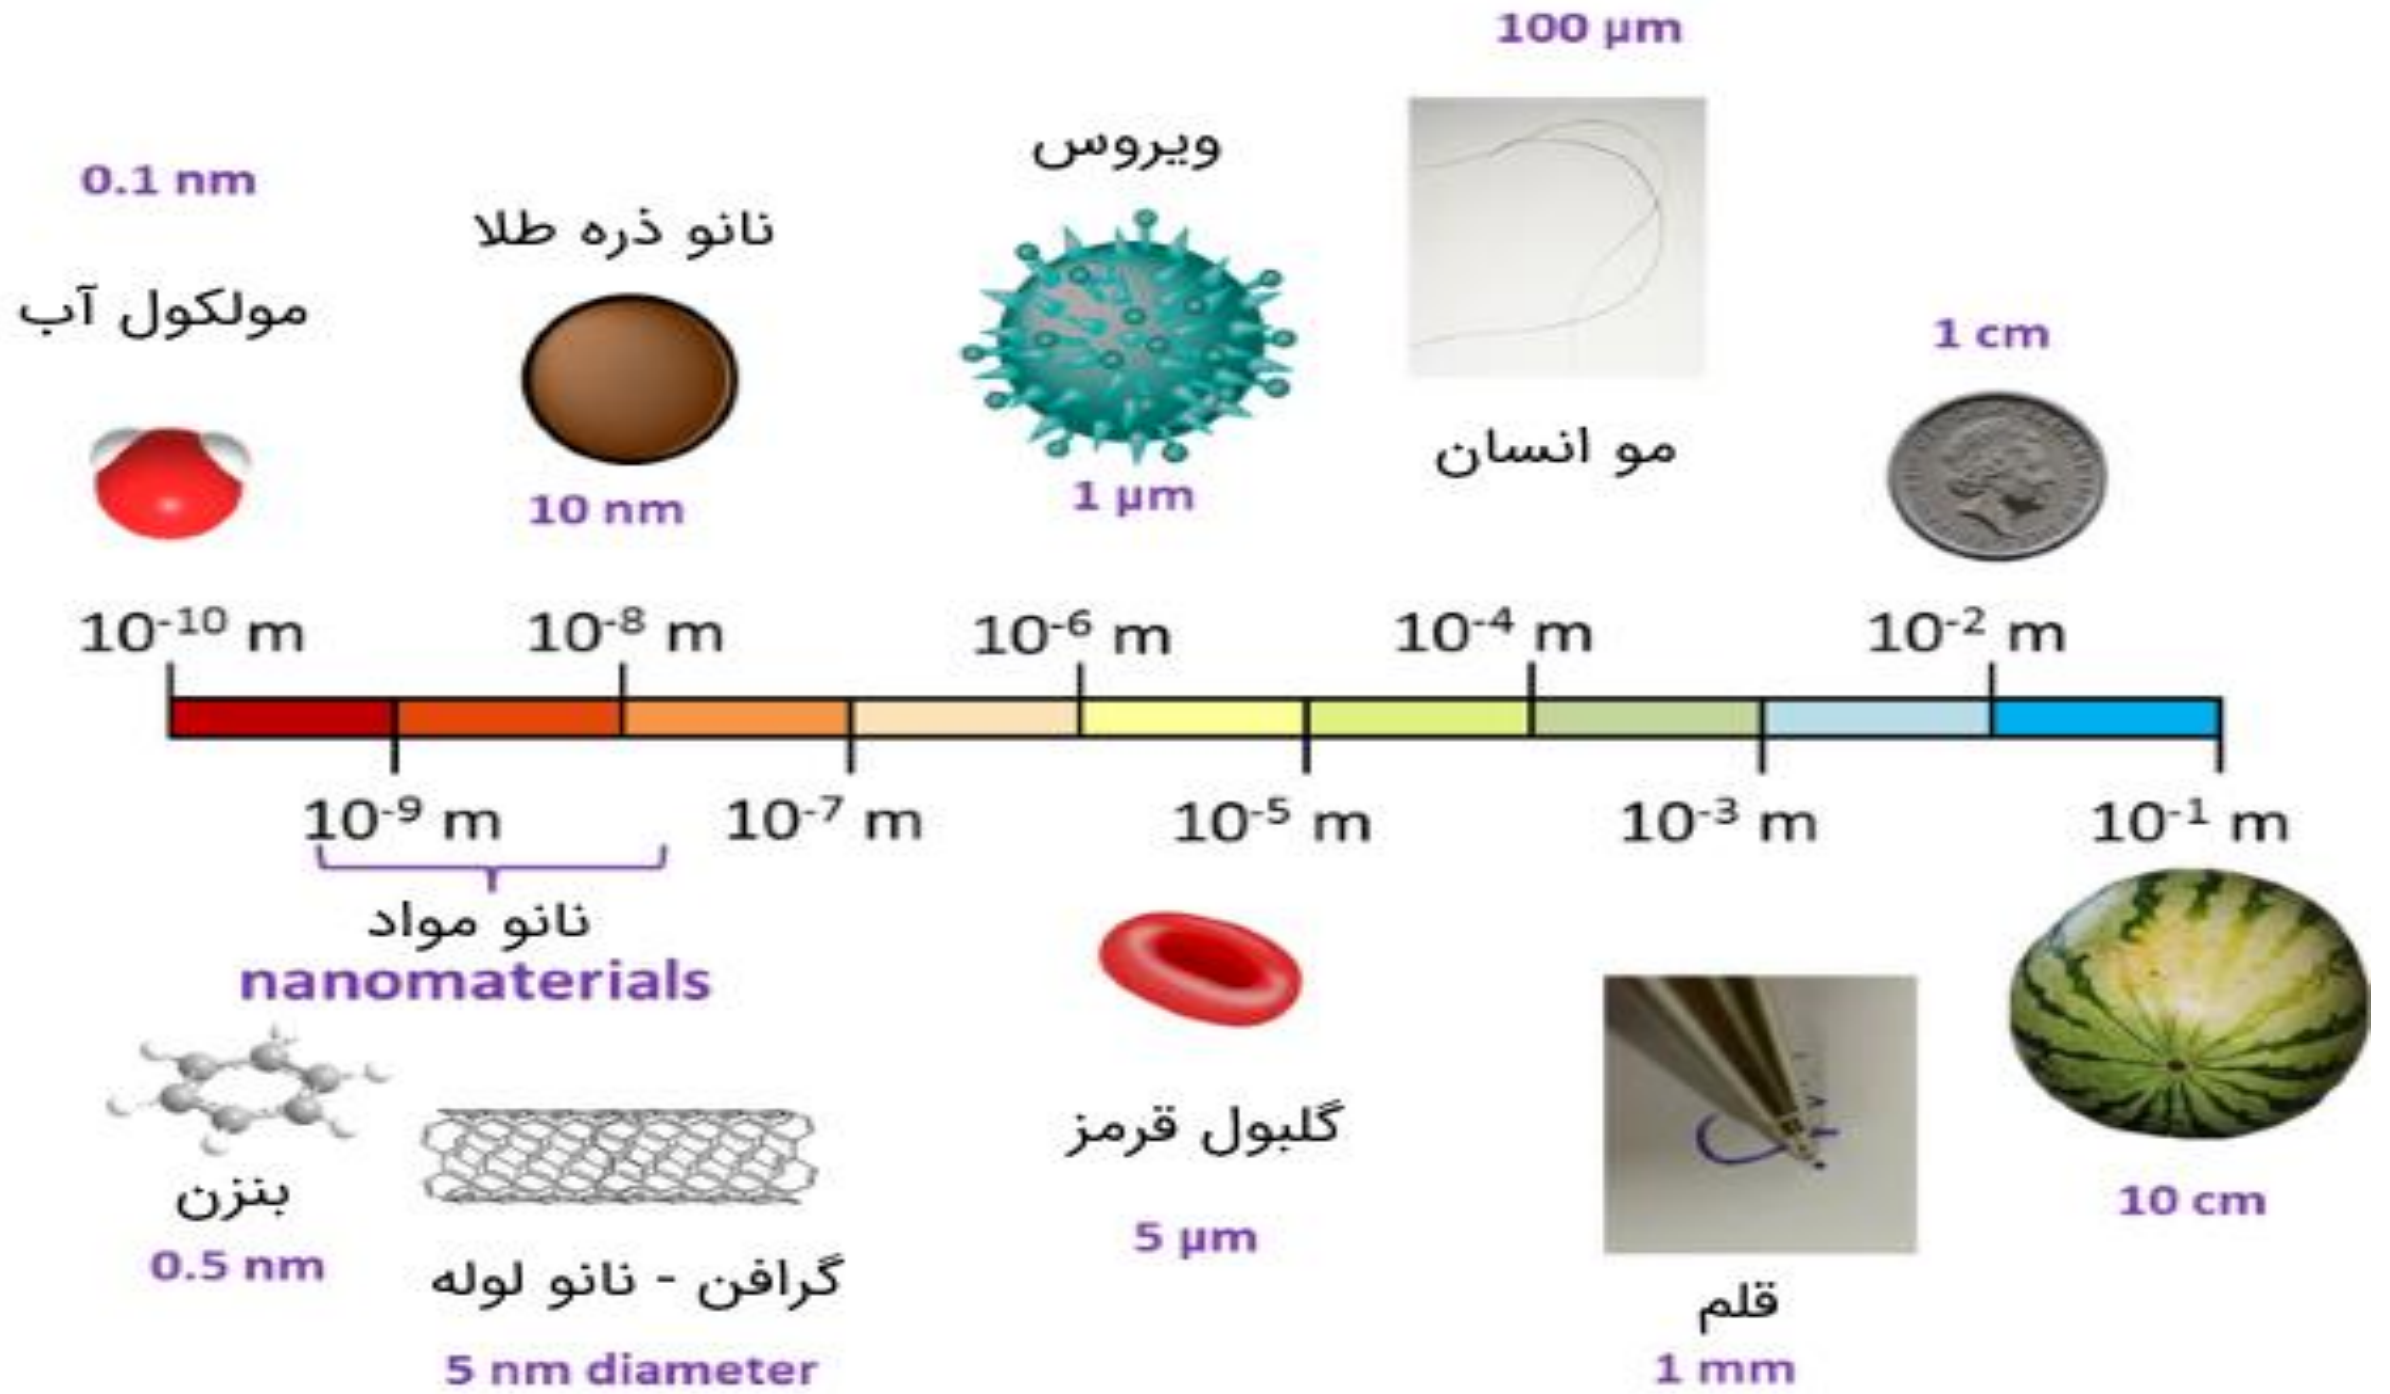 100 µm
ویروس
0.1 nm
نانو ذره طلا
مولکول آب
1 cm
مو انسان
10 nm
1 µm
10⁻¹⁰ m
10⁻⁸ m
10⁻⁶ m
10⁻⁴ m
10⁻² m
10⁻⁹ m
10⁻⁷ m
10⁻⁵ m
10⁻³ m
10⁻¹ m
نانو مواد
nanomaterials
گلبول قرمز
بنزن
10 cm
0.5 nm
5 µm
گرافن - نانو لوله
قلم
5 nm diameter
1 mm